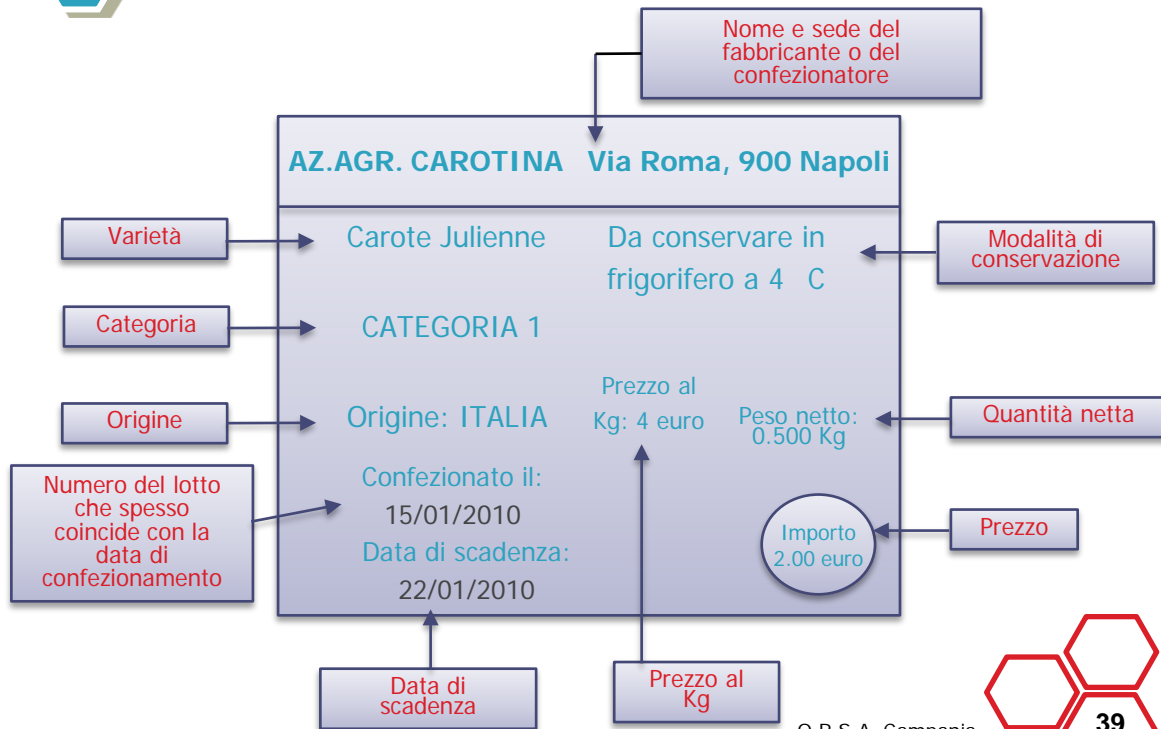 Nome e sede del
fabbricante o del
confezionatore
AZ.AGR. CAROTINA Via Roma, 900 Napoli
Varietà
Carote Julienne
Da conservare in
frigorifero a 4 C
Modalità di
conservazione
Categoria
CATEGORIA 1
Origine
Origine: ITALIA
Prezzo al
Kg: 4 euro
Peso netto:
0.500 Kg
Quantità netta
Numero del lotto
che spesso
coincide con la
data di
confezionamento
Confezionato il:
15/01/2010
Data di scadenza:
22/01/2010
Importo
2.00 euro
Prezzo
Data di
scadenza
Prezzo al
Kg
39